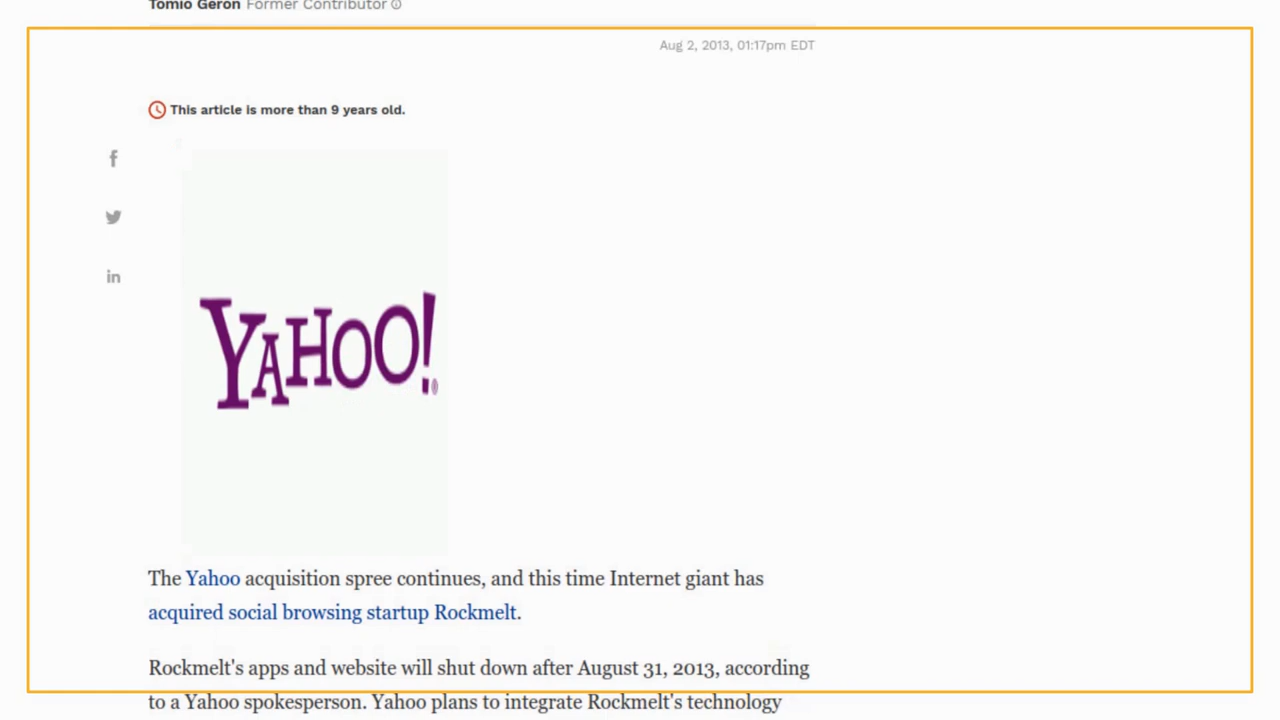 Tomio Geron Former Contributor
Aug 2, 2013, 01:17pm EDT
This article is more than 9 years old.
f
in
YAHOO!
The Yahoo acquisition spree continues, and this time Internet giant has
acquired social browsing startup Rockmelt.
Rockmelt's apps and website will shut down after August 31, 2013, according
to a Yahoo spokesperson. Yahoo plans to integrate Rockmelt's technology